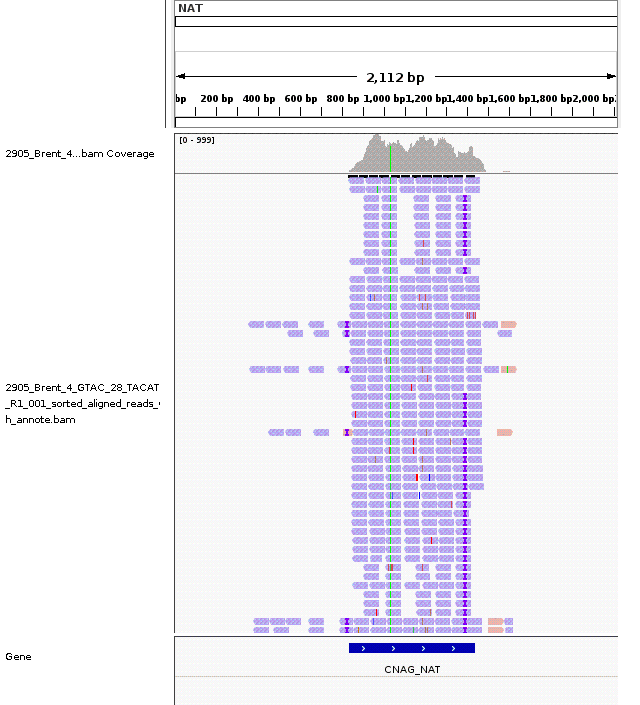 NAT
2,112 bp
bp 200 bp 400 bp 600 bp 800 bp 1,000 bp 1,200 bp 1,400 bp 1,600 bp 1,800 bp 2,000 bp
[0 - 999]
2905_Brent_4...bam Coverage
2905_Brent_4_GTAC_28_TACAT
_R1_001_sorted_aligned_reads_
h_annote.bam
Gene
CNAG_NAT